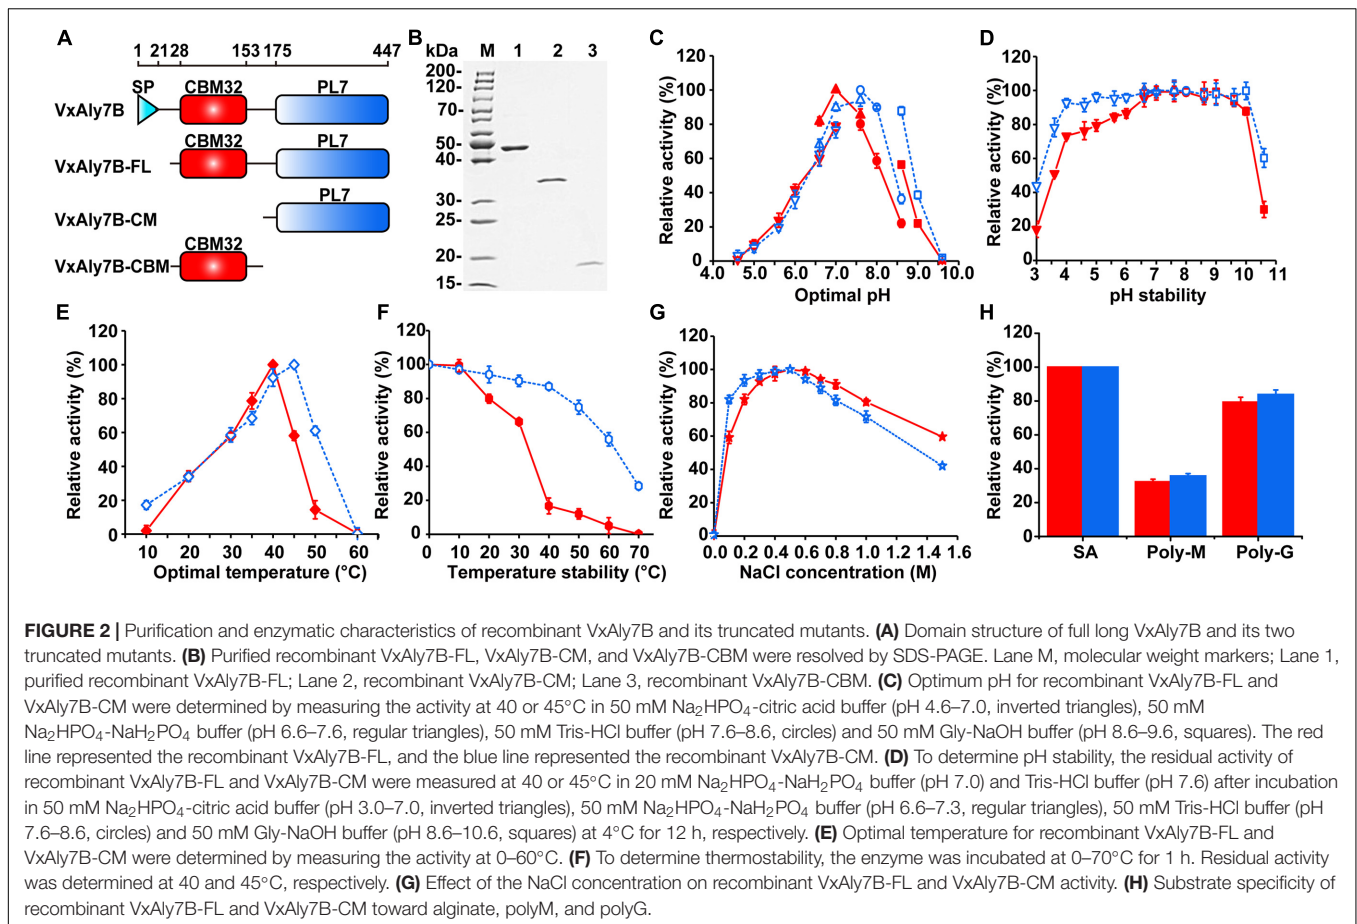 A
1 21 28 153 175 447
SP CBM32 PL7
VxAly7B
CBM32 PL7
VxAly7B-FL
PL7
VxAly7B-CM
CBM32
VxAly7B-CBM
B
kDa M 1 2 3
200-
120-
70-
50-
40-
30-
25-
20-
15-
C
Relative activity (%)
120
100
80
60
40
20
0
4.0 5.0 6.0 7.0 8.0 9.0 10.0
Optimal pH
D
Relative activity (%)
120
100
80
60
40
20
0
3 4 5 6 7 8 9 10 11
pH stability
E
Relative activity (%)
120
100
80
60
40
20
0
10 20 30 40 50 60
Optimal temperature (°C)
F
Relative activity (%)
120
100
80
60
40
20
0
0 10 20 30 40 50 60 70
Temperature stability (°C)
G
Relative activity (%)
120
100
80
60
40
20
0
0.0 0.2 0.4 0.6 0.8 1.0 1.2 1.4 1.6
NaCl concentration (M)
H
Relative activity (%)
120
100
80
60
40
20
0
SA Poly-M Poly-G
FIGURE 2 | Purification and enzymatic characteristics of recombinant VxAly7B and its truncated mutants. (A) Domain structure of full long VxAly7B and its two
truncated mutants. (B) Purified recombinant VxAly7B-FL, VxAly7B-CM, and VxAly7B-CBM were resolved by SDS-PAGE. Lane M, molecular weight markers; Lane 1,
purified recombinant VxAly7B-FL; Lane 2, recombinant VxAly7B-CM; Lane 3, recombinant VxAly7B-CBM. (C) Optimum pH for recombinant VxAly7B-FL and
VxAly7B-CM were determined by measuring the activity at 40 or 45°C in 50 mM Na₂HPO₄-citric acid buffer (pH 4.6–7.0, inverted triangles), 50 mM
Na₂HPO₄-NaH₂PO₄ buffer (pH 6.6–7.6, regular triangles), 50 mM Tris-HCl buffer (pH 7.6–8.6, circles) and 50 mM Gly-NaOH buffer (pH 8.6–9.6, squares). The red
line represented the recombinant VxAly7B-FL, and the blue line represented the recombinant VxAly7B-CM. (D) To determine pH stability, the residual activity of
recombinant VxAly7B-FL and VxAly7B-CM were measured at 40 or 45°C in 20 mM Na₂HPO₄-NaH₂PO₄ buffer (pH 7.0) and Tris-HCl buffer (pH 7.6) after incubation
in 50 mM Na₂HPO₄-citric acid buffer (pH 3.0–7.0, inverted triangles), 50 mM Na₂HPO₄-NaH₂PO₄ buffer (pH 6.6–7.3, regular triangles), 50 mM Tris-HCl buffer (pH
7.6–8.6, circles) and 50 mM Gly-NaOH buffer (pH 8.6–10.6, squares) at 4°C for 12 h, respectively. (E) Optimal temperature for recombinant VxAly7B-FL and
VxAly7B-CM were determined by measuring the activity at 0–60°C. (F) To determine thermostability, the enzyme was incubated at 0–70°C for 1 h. Residual activity
was determined at 40 and 45°C, respectively. (G) Effect of the NaCl concentration on recombinant VxAly7B-FL and VxAly7B-CM activity. (H) Substrate specificity of
recombinant VxAly7B-FL and VxAly7B-CM toward alginate, polyM, and polyG.